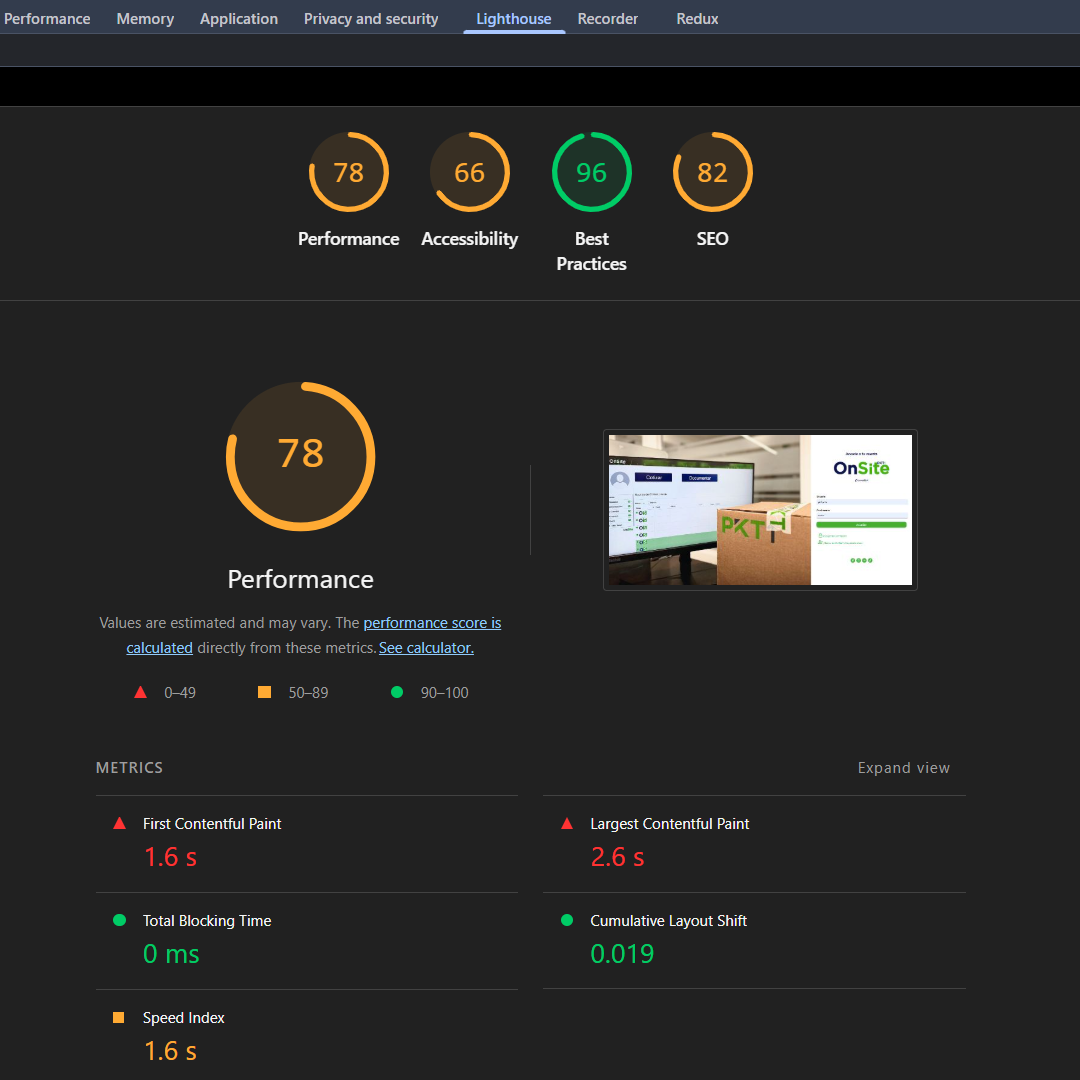 Performance Memory Application Privacy and security Lighthouse Recorder Redux
78 66 96 82
Performance Accessibility Best Practices SEO
78
Performance
Values are estimated and may vary. The performance score is
calculated directly from these metrics. See calculator.
0–49 50–89 90–100
OnSite
Cotizar Documentar
PKT
METRICS Expand view
First Contentful Paint
1.6 s
Largest Contentful Paint
2.6 s
Total Blocking Time
0 ms
Cumulative Layout Shift
0.019
Speed Index
1.6 s